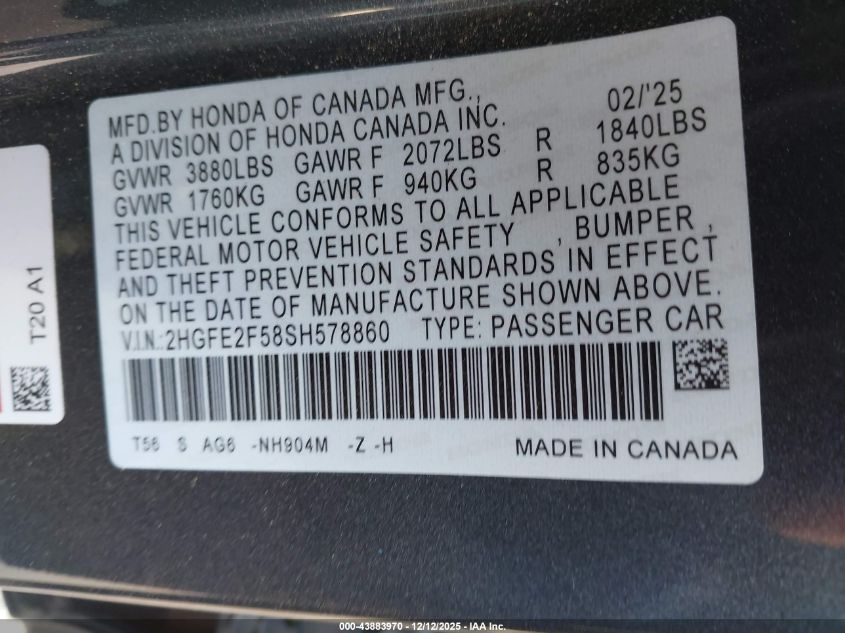 MFD.BY HONDA OF CANADA MFG., 02/'25
A DIVISION OF HONDA CANADA INC.
GVWR 3880LBS GAWR F 2072LBS R 1840LBS
GVWR 1760KG GAWR F 940KG R 835KG
THIS VEHICLE CONFORMS TO ALL APPLICABLE
FEDERAL MOTOR VEHICLE SAFETY , BUMPER ,
AND THEFT PREVENTION STANDARDS IN EFFECT
ON THE DATE OF MANUFACTURE SHOWN ABOVE.
V.I.N.:2HGFE2F58SH578860 TYPE: PASSENGER CAR
T56 S AG6 -NH904M -Z -H MADE IN CANADA
T20 A1
000-43883970 - 12/12/2025 - IAA Inc.